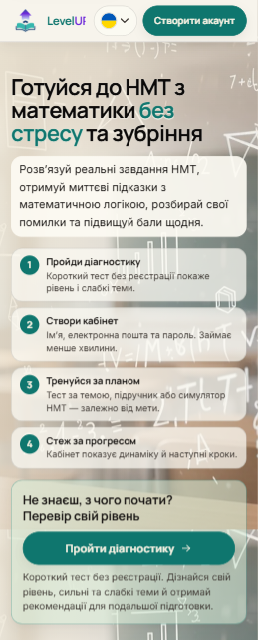 LevelUP
Створити акаунт
Готуйся до НМТ з
математики без
стресу та зубріння
Розв’язуй реальні завдання НМТ,
отримуй миттєві підказки з
математичною логікою, розбирай свої
помилки та підвищуй бали щодня.
1 Пройди діагностику
Короткий тест без реєстрації покаже
рівень і слабкі теми.
2 Створи кабінет
Ім’я, електронна пошта та пароль. Займає
менше хвилини.
3 Тренуйся за планом
Тест за темою, підручник або симулятор
НМТ — залежно від мети.
4 Стеж за прогресом
Кабінет показує динаміку й наступні кроки.
Не знаєш, з чого почати?
Перевір свій рівень
Пройти діагностику →
Короткий тест без реєстрації. Дізнайся свій
рівень, сильні та слабкі теми й отримай
рекомендації для подальшої підготовки.